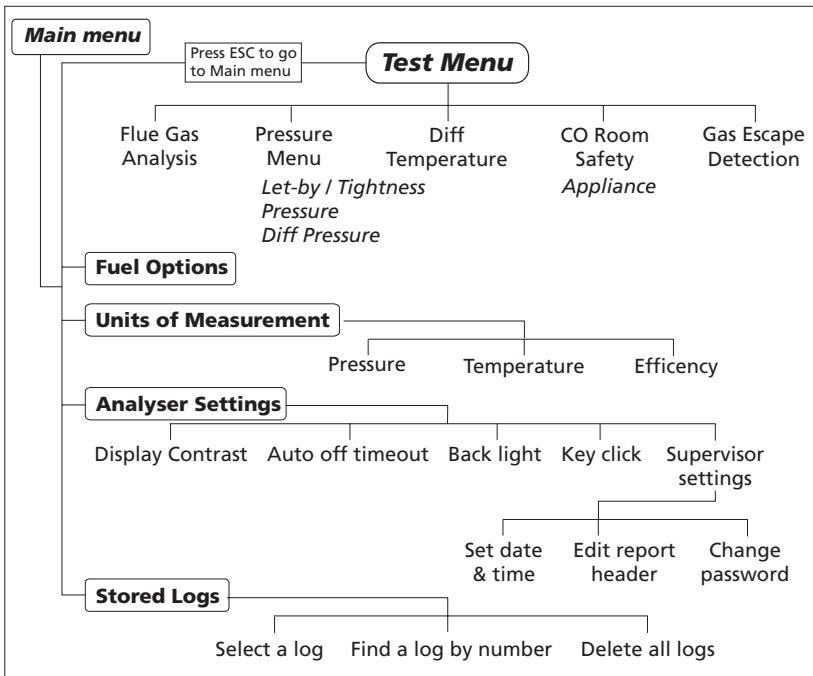 Main menu
Press ESC to go
to Main menu
Test Menu
Flue Gas
Analysis
Pressure
Menu
Let-by / Tightness
Pressure
Diff Pressure
Diff
Temperature
CO Room
Safety
Appliance
Gas Escape
Detection
Fuel Options
Units of Measurement
Pressure
Temperature
Efficency
Analyser Settings
Display Contrast
Auto off timeout
Back light
Key click
Supervisor
settings
Set date
& time
Edit report
header
Change
password
Stored Logs
Select a log
Find a log by number
Delete all logs